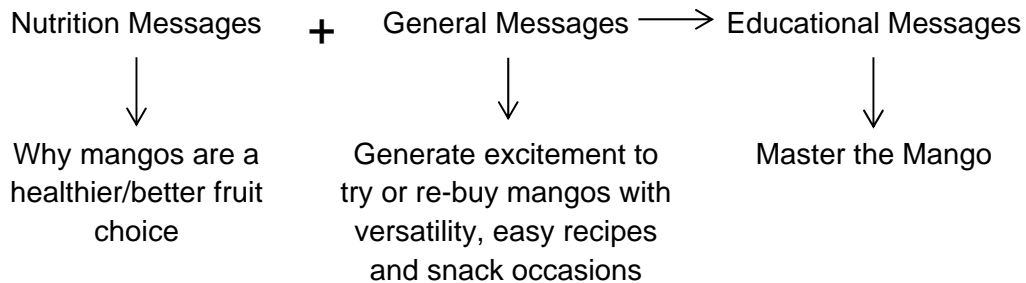 Nutrition Messages + General Messages Educational Messages
Why mangos are a
healthier/better fruit
choice
Generate excitement to
try or re-buy mangos with
versatility, easy recipes
and snack occasions
Master the Mango